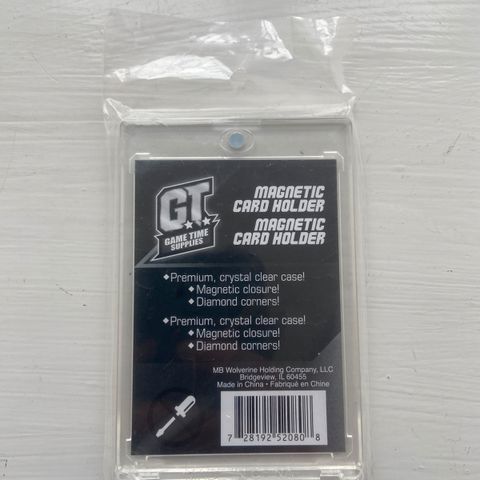 GT
GAME TIME
SUPPLIES
MAGNETIC
CARD HOLDER
MAGNETIC
CARD HOLDER
Premium, crystal clear case!
Magnetic closure!
Diamond corners!
Premium, crystal clear case!
Magnetic closure!
Diamond corners!
MB Wolverine Holding Company, LLC
Bridgeview, IL 60455
Made in China • Fabriqué en Chine
7 28192 52080 8